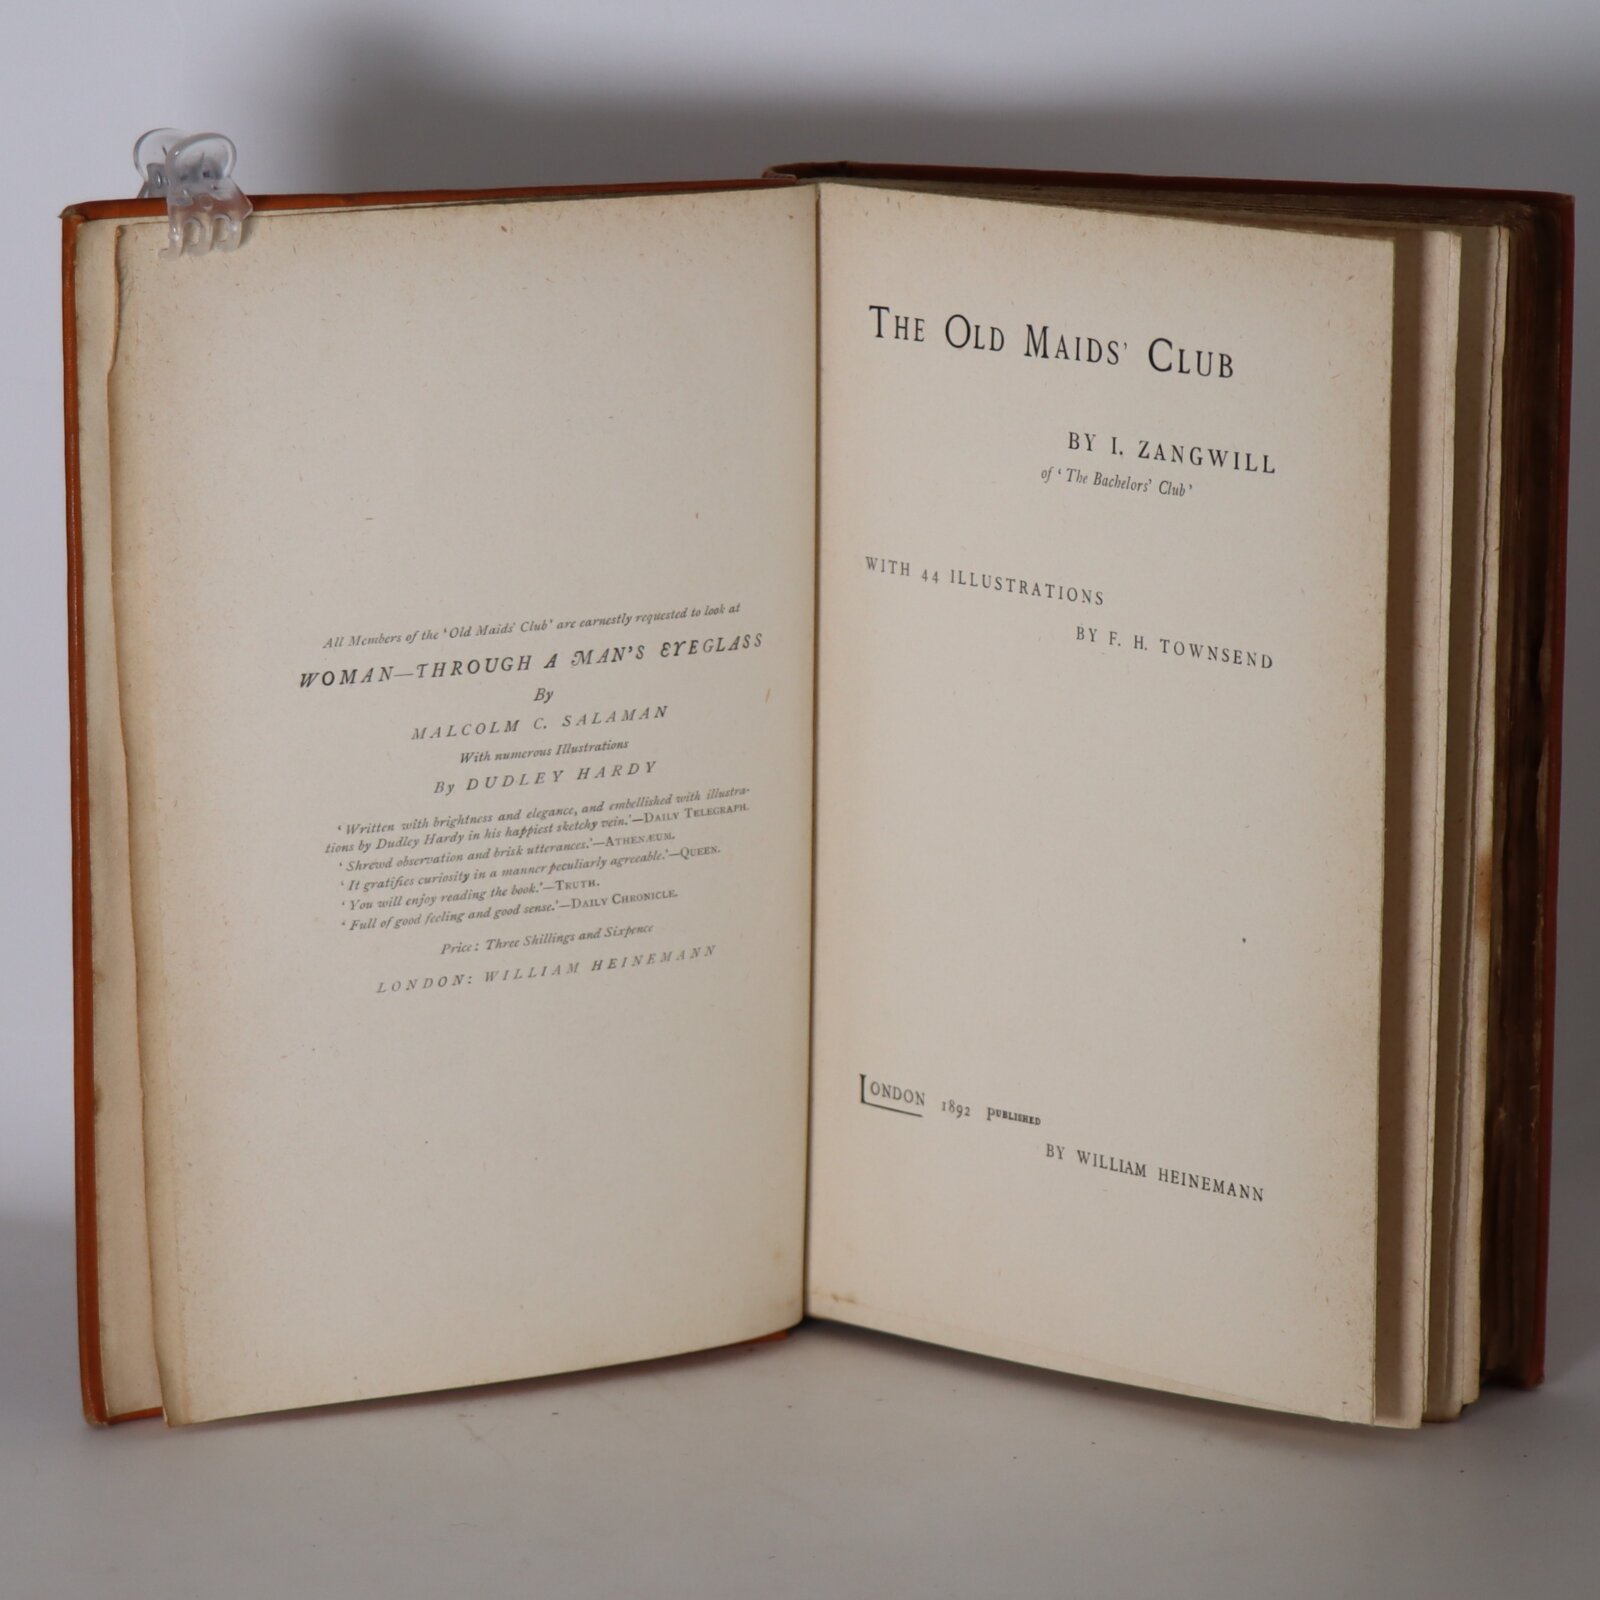 All Members of the 'Old Maids' Club' are earnestly requested to look at
WOMAN—THROUGH A MAN'S EYEGLASS
By
MALCOLM C. SALAMAN
With numerous Illustrations
By DUDLEY HARDY
'Written with brightness and elegance, and embellished with illustra-
tions by Dudley Hardy in his happiest sketchy vein.'—DAILY TELEGRAPH.
'Shrewd observation and brisk utterances.'—ATHENÆUM.
'It gratifies curiosity in a manner peculiarly agreeable.'—QUEEN.
'You will enjoy reading the book.'—TRUTH.
'Full of good feeling and good sense.'—DAILY CHRONICLE.
Price: Three Shillings and Sixpence
LONDON: WILLIAM HEINEMANN
THE OLD MAIDS' CLUB
BY I. ZANGWILL
of 'The Bachelors' Club'
WITH 44 ILLUSTRATIONS
BY F. H. TOWNSEND
LONDON 1892 PUBLISHED
BY WILLIAM HEINEMANN